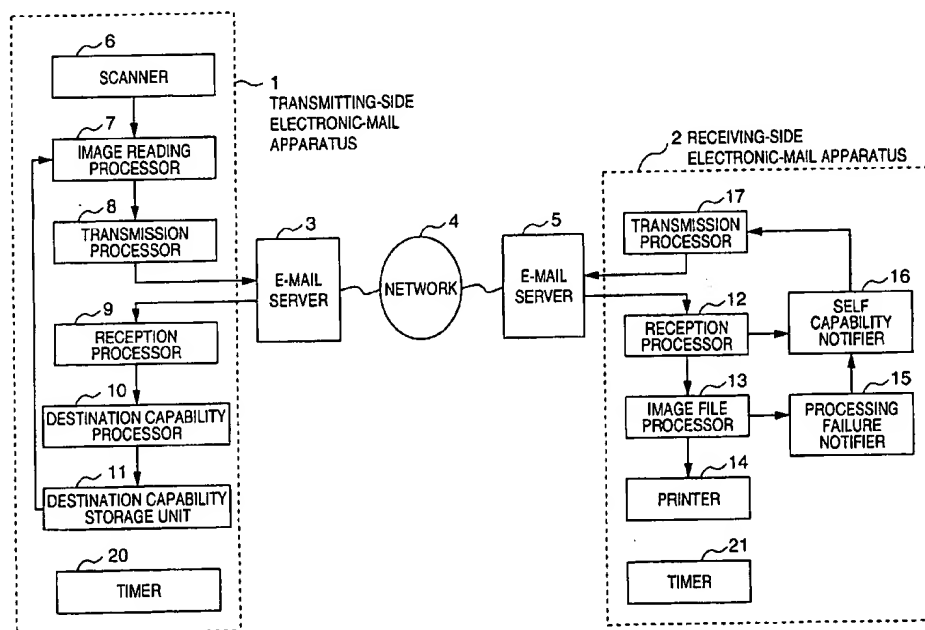 6
SCANNER
1
TRANSMITTING-SIDE
ELECTRONIC-MAIL
APPARATUS
7
IMAGE READING
PROCESSOR
8
TRANSMISSION
PROCESSOR
9
RECEPTION
PROCESSOR
10
DESTINATION CAPABILITY
PROCESSOR
11
DESTINATION CAPABILITY
STORAGE UNIT
20
TIMER
3
E-MAIL
SERVER
4
NETWORK
5
E-MAIL
SERVER
2 RECEIVING-SIDE
ELECTRONIC-MAIL APPARATUS
17
TRANSMISSION
PROCESSOR
16
SELF
CAPABILITY
NOTIFIER
12
RECEPTION
PROCESSOR
13
IMAGE FILE
PROCESSOR
15
PROCESSING
FAILURE
NOTIFIER
14
PRINTER
21
TIMER